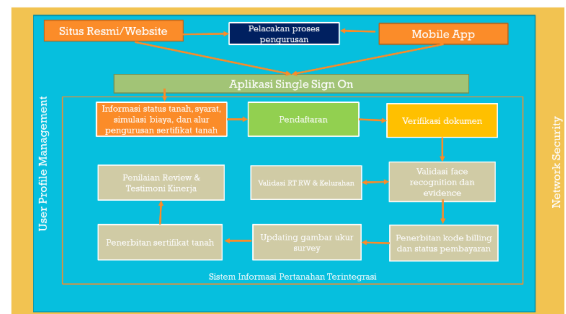 Situs Resmi/Website
Pelacakan proses
pengurusan
Mobile App
Aplikasi Single Sign On
Informasi status tanah, syarat,
simulasi biaya, dan alur
pengurusan sertifikat tanah
Pendaftaran
Verifikasi dokumen
Penilaian Review &
Testimoni Kinerja
Validasi RT RW & Kelurahan
Validasi face
recognition dan
evidence
Penerbitan sertifikat tanah
Updating gambar ukur
survey
Penerbitan kode billing
dan status pembayaran
Sistem Informasi Pertanahan Terintegrasi
User Profile Management
Network Security